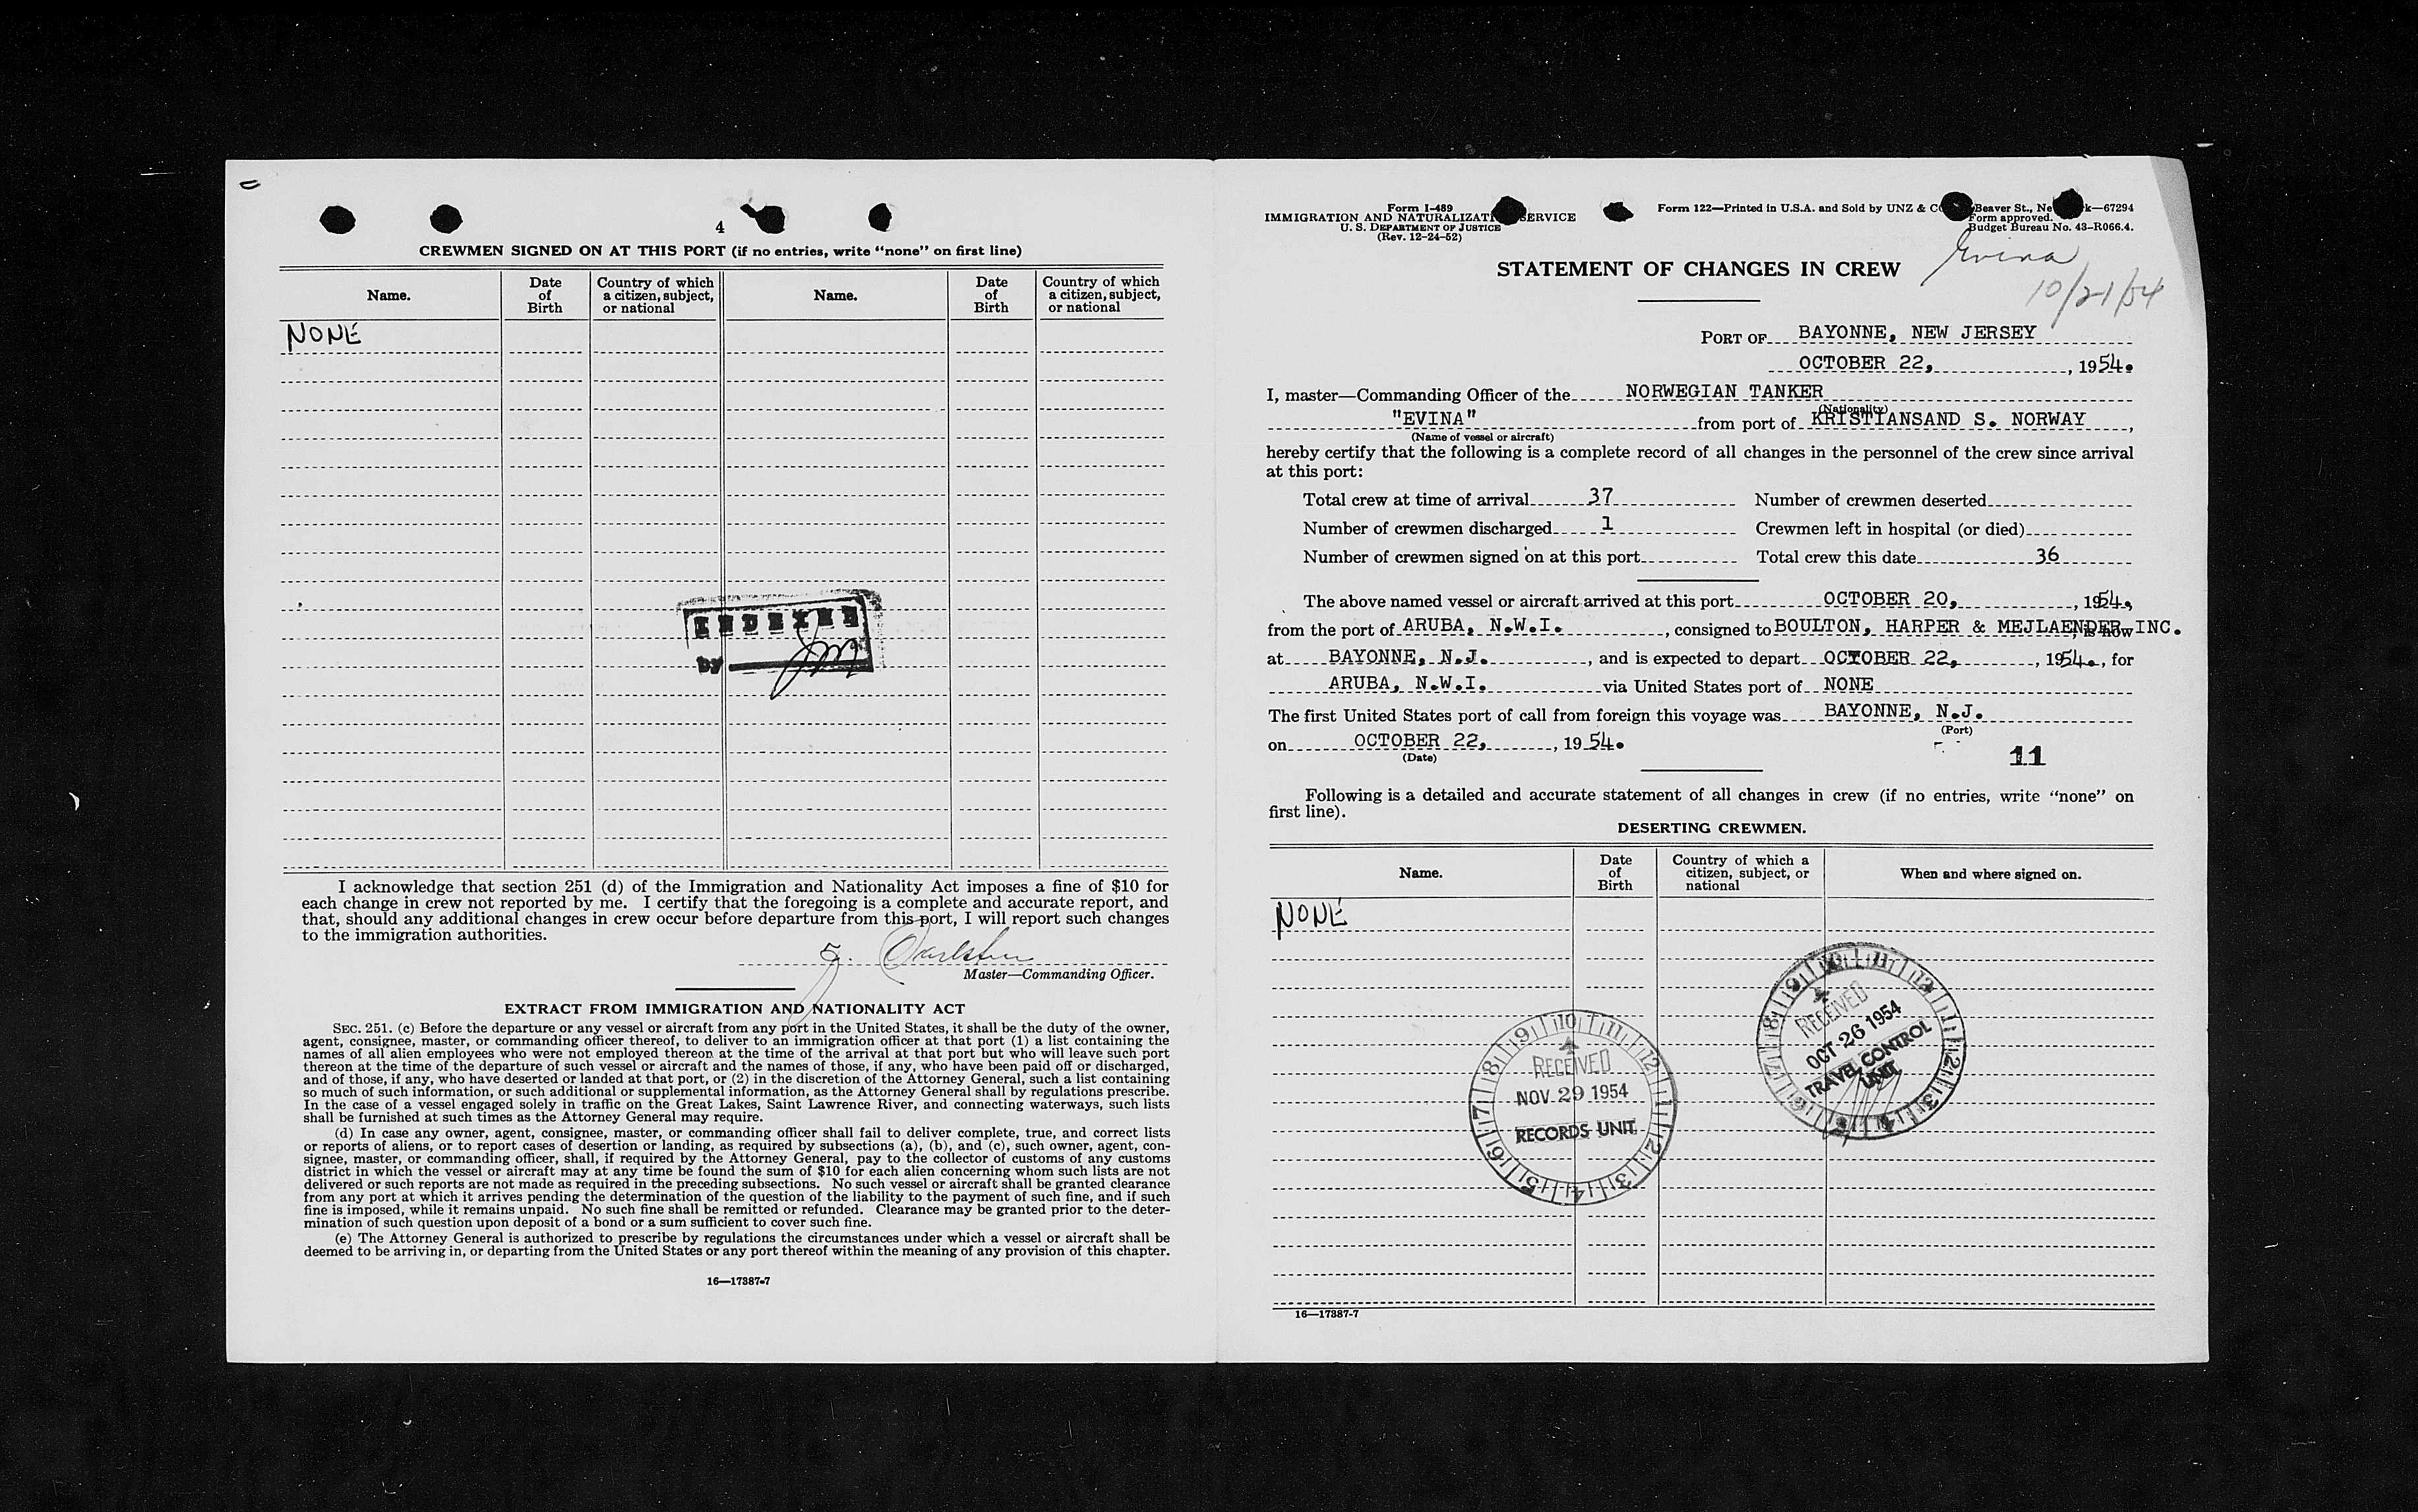 4
CREWMEN SIGNED ON AT THIS PORT (if no entries, write “none” on first line)
Name.
Date of Birth
Country of which a citizen, subject, or national
Name.
Date of Birth
Country of which a citizen, subject, or national
NONE
INDEXED
by
I acknowledge that section 251 (d) of the Immigration and Nationality Act imposes a fine of $10 for
each change in crew not reported by me. I certify that the foregoing is a complete and accurate report, and
that, should any additional changes in crew occur before departure from this port, I will report such changes
to the immigration authorities.
Master—Commanding Officer.
EXTRACT FROM IMMIGRATION AND NATIONALITY ACT
SEC. 251. (c) Before the departure or any vessel or aircraft from any port in the United States, it shall be the duty of the owner,
agent, consignee, master, or commanding officer thereof, to deliver to an immigration officer at that port (1) a list containing the
names of all alien employees who were not employed thereon at the time of the arrival at that port but who will leave such port
thereon at the time of the departure of such vessel or aircraft and the names of those, if any, who have been paid off or discharged,
and of those, if any, who have deserted or landed at that port, or (2) in the discretion of the Attorney General, such a list containing
so much of such information, or such additional or supplemental information, as the Attorney General shall by regulations prescribe.
In the case of a vessel engaged solely in traffic on the Great Lakes, Saint Lawrence River, and connecting waterways, such lists
shall be furnished at such times as the Attorney General may require.
(d) In case any owner, agent, consignee, master, or commanding officer shall fail to deliver complete, true, and correct lists
or reports of aliens, or to report cases of desertion or landing, as required by subsections (a), (b), and (c), such owner, agent, con-
signee, master, or commanding officer, shall, if required by the Attorney General, pay to the collector of customs of any customs
district in which the vessel or aircraft may at any time be found the sum of $10 for each alien concerning whom such lists are not
delivered or such reports are not made as required in the preceding subsections. No such vessel or aircraft shall be granted clearance
from any port at which it arrives pending the determination of the question of the liability to the payment of such fine, and if such
fine is imposed, while it remains unpaid. No such fine shall be remitted or refunded. Clearance may be granted prior to the deter-
mination of such question upon deposit of a bond or a sum sufficient to cover such fine.
(e) The Attorney General is authorized to prescribe by regulations the circumstances under which a vessel or aircraft shall be
deemed to be arriving in, or departing from the United States or any port thereof within the meaning of any provision of this chapter.
16—17387-7
Form I-489
IMMIGRATION AND NATURALIZATI SERVICE
U. S. DEPARTMENT OF JUSTICE
(Rev. 12-24-52)
Form 122—Printed in U.S.A. and Sold by UNZ & C Beaver St., Ne k—67294
Form approved.
Budget Bureau No. 43-R066.4.
Evina
10/21/54
STATEMENT OF CHANGES IN CREW
PORT OF BAYONNE, NEW JERSEY
OCTOBER 22, , 1954.
I, master—Commanding Officer of the NORWEGIAN TANKER
(Nationality)
"EVINA" from port of KRISTIANSAND S. NORWAY ,
(Name of vessel or aircraft)
hereby certify that the following is a complete record of all changes in the personnel of the crew since arrival
at this port:
Total crew at time of arrival 37 Number of crewmen deserted
Number of crewmen discharged 1 Crewmen left in hospital (or died)
Number of crewmen signed on at this port Total crew this date 36
The above named vessel or aircraft arrived at this port OCTOBER 20, , 1954.,
from the port of ARUBA, N.W.I. , consigned to BOULTON, HARPER & MEJLAENDER, INC. , is now
at BAYONNE, N.J. , and is expected to depart OCTOBER 22, , 1954. , for
ARUBA, N.W.I. via United States port of NONE
The first United States port of call from foreign this voyage was BAYONNE, N.J.
(Port)
on OCTOBER 22, , 19 54.
(Date)
11
Following is a detailed and accurate statement of all changes in crew (if no entries, write “none” on
first line).
DESERTING CREWMEN.
Name.
Date of Birth
Country of which a citizen, subject, or national
When and where signed on.
NONE
RECEIVED
OCT 26 1954
TRAVEL CONTROL
UNIT
RECEIVED
NOV 29 1954
RECORDS UNIT
16—17387-7